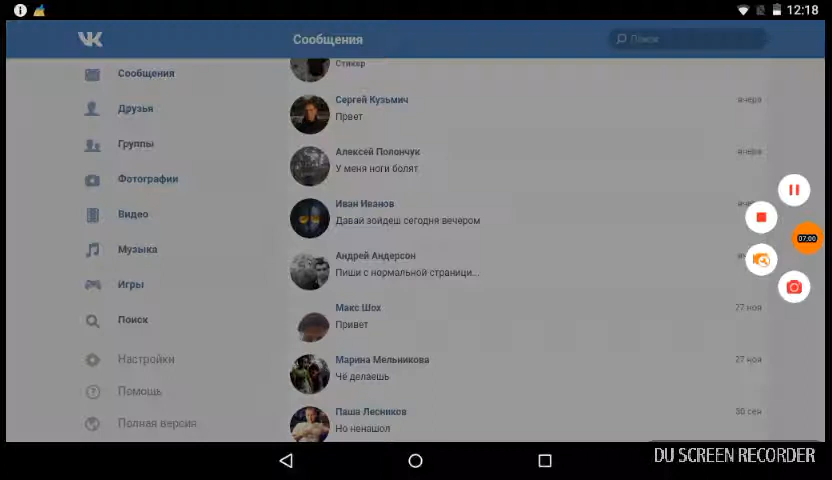 12:18
Сообщения
Поиск
Сообщения
Друзья
Группы
Фотографии
Видео
Музыка
Игры
Поиск
Настройки
Помощь
Полная версия
Стикер
Сергей Кузьмич
вчера
Првет
Алексей Полончук
вчера
У меня ноги болят
Иван Иванов
вчера
Давай зойдеш сегодня вечером
Андрей Андерсон
Пиши с нормальной страници...
Макс Шох
27 ноя
Привет
Марина Мельникова
27 ноя
Чё делаешь
Паша Лесников
30 сен
Но ненашол
07:00
DU SCREEN RECORDER